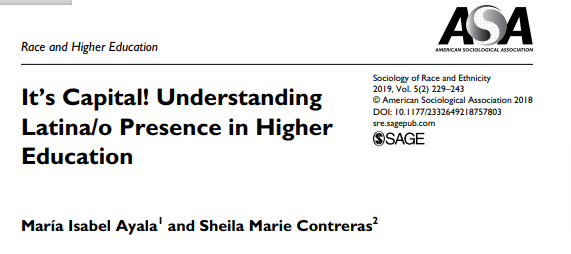 Race and Higher Education
ASA
AMERICAN SOCIOLOGICAL ASSOCIATION
Sociology of Race and Ethnicity
2019, Vol. 5(2) 229–243
© American Sociological Association 2018
DOI: 10.1177/2332649218757803
sre.sagepub.com
SAGE
It’s Capital! Understanding
Latina/o Presence in Higher
Education
María Isabel Ayala1 and Sheila Marie Contreras2